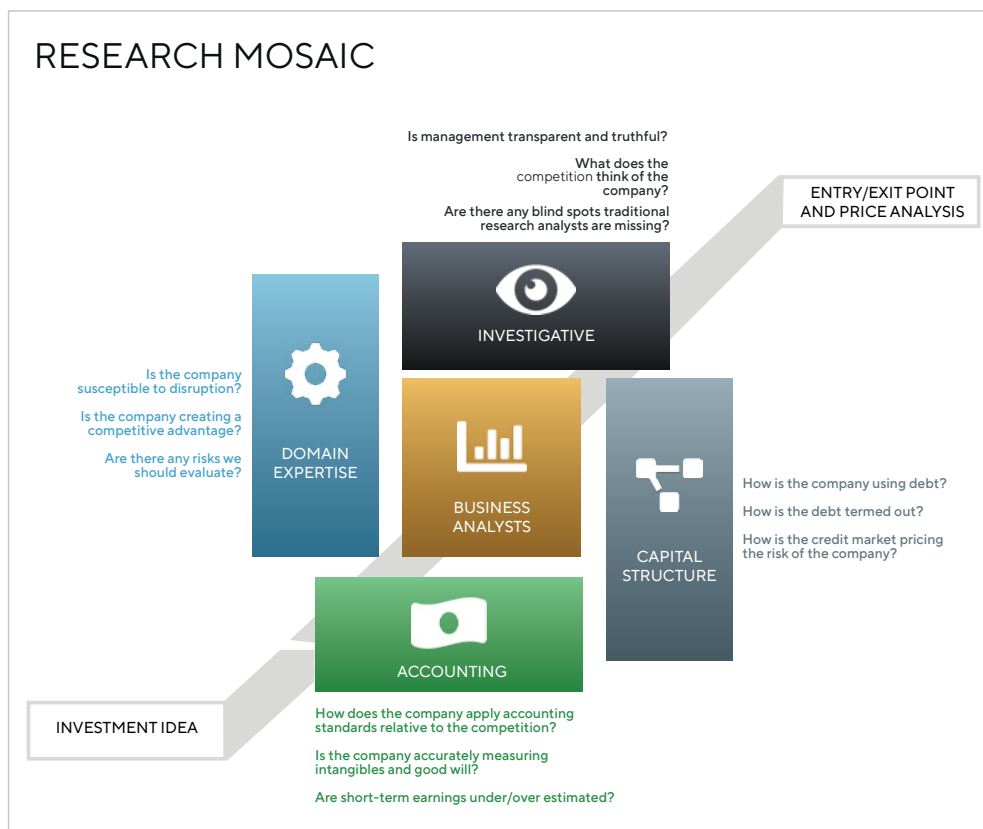 RESEARCH MOSAIC
Is management transparent and truthful?
What does the
competition think of the
company?
Are there any blind spots traditional
research analysts are missing?
ENTRY/EXIT POINT
AND PRICE ANALYSIS
INVESTIGATIVE
Is the company
susceptible to disruption?
Is the company creating a
competitive advantage?
Are there any risks we
should evaluate?
DOMAIN
EXPERTISE
BUSINESS
ANALYSTS
CAPITAL
STRUCTURE
How is the company using debt?
How is the debt termed out?
How is the credit market pricing
the risk of the company?
ACCOUNTING
INVESTMENT IDEA
How does the company apply accounting
standards relative to the competition?
Is the company accurately measuring
intangibles and good will?
Are short-term earnings under/over estimated?